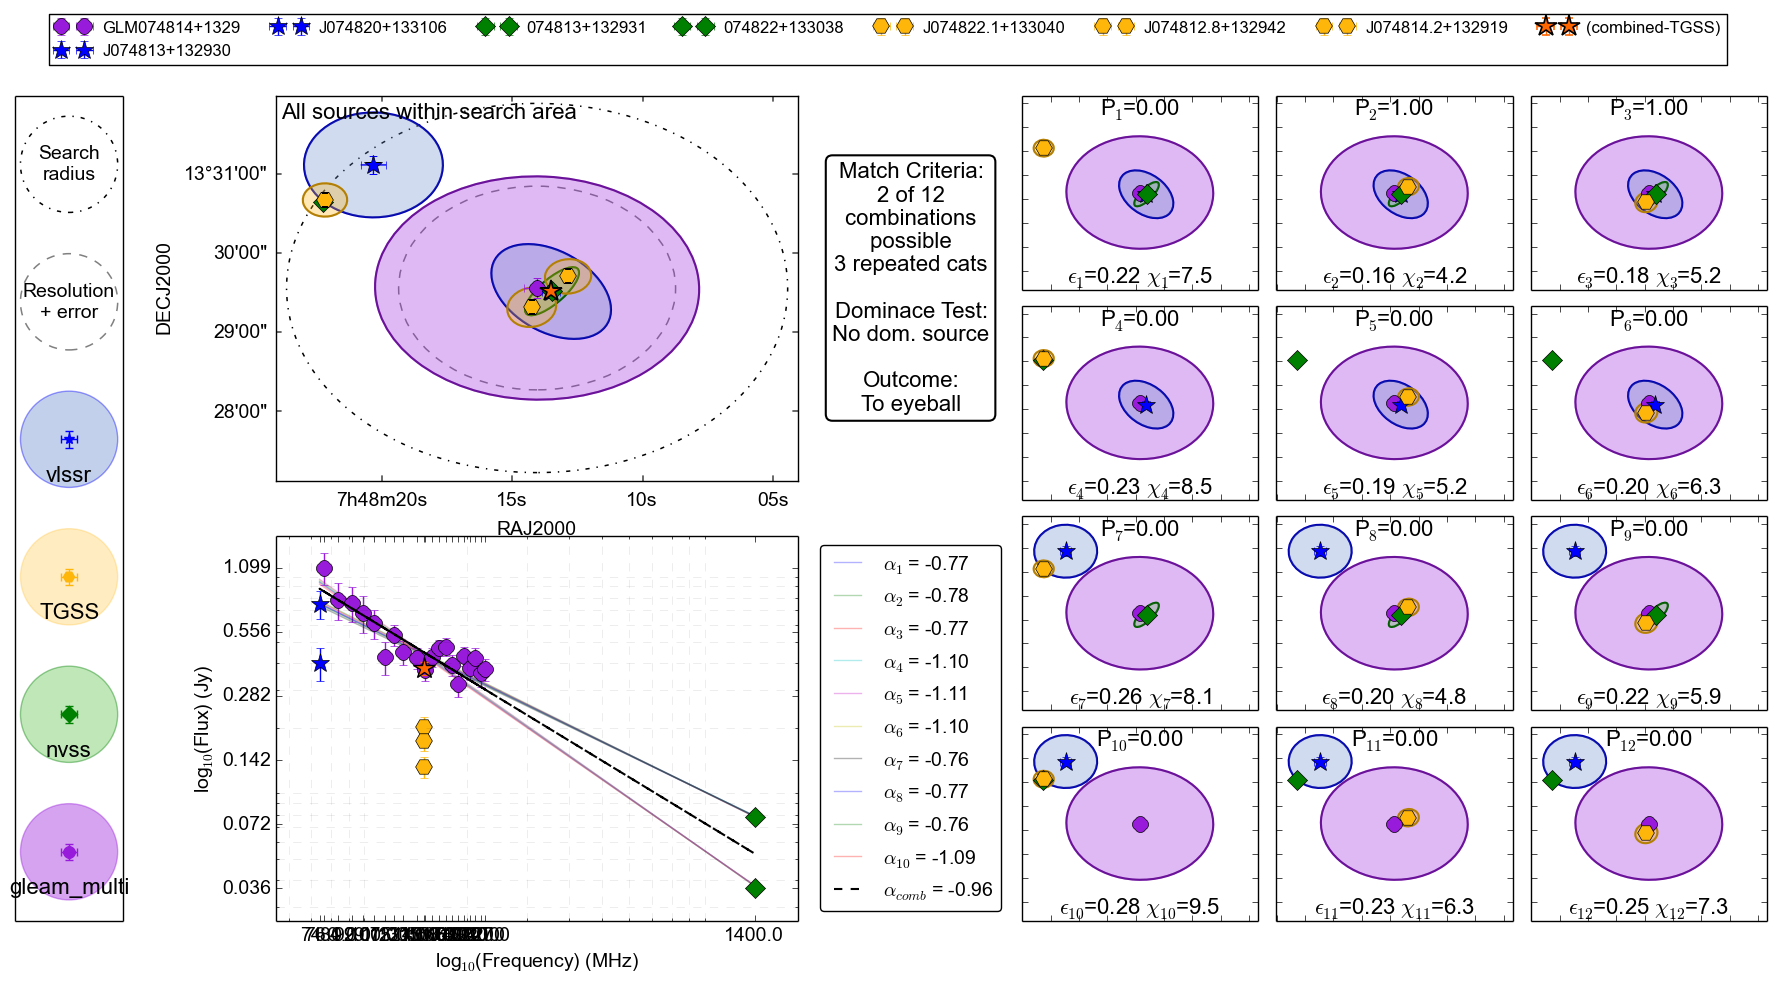 GLM074814+1329 J074820+133106 074813+132931 074822+133038 J074822.1+133040 J074812.8+132942 J074814.2+132919 (combined-TGSS)
J074813+132930
Search
radius
Resolution
+ error
vlssr
TGSS
nvss
gleam_multi
All sources within search area
13°31'00"
30'00"
29'00"
28'00"
DECJ2000
7h48m20s 15s 10s 05s
RAJ2000
Match Criteria:
2 of 12
combinations
possible
3 repeated cats
Dominace Test:
No dom. source
Outcome:
To eyeball
1.099
0.556
0.282
0.142
0.072
0.036
log10(Flux) (Jy)
1400.0
log10(Frequency) (MHz)
α1 = -0.77
α2 = -0.78
α3 = -0.77
α4 = -1.10
α5 = -1.11
α6 = -1.10
α7 = -0.76
α8 = -0.77
α9 = -0.76
α10 = -1.09
αcomb = -0.96
P1=0.00 P2=1.00 P3=1.00
ϵ1=0.22 χ1=7.5 ϵ2=0.16 χ2=4.2 ϵ3=0.18 χ3=5.2
P4=0.00 P5=0.00 P6=0.00
ϵ4=0.23 χ4=8.5 ϵ5=0.19 χ5=5.2 ϵ6=0.20 χ6=6.3
P7=0.00 P8=0.00 P9=0.00
ϵ7=0.26 χ7=8.1 ϵ8=0.20 χ8=4.8 ϵ9=0.22 χ9=5.9
P10=0.00 P11=0.00 P12=0.00
ϵ10=0.28 χ10=9.5 ϵ11=0.23 χ11=6.3 ϵ12=0.25 χ12=7.3